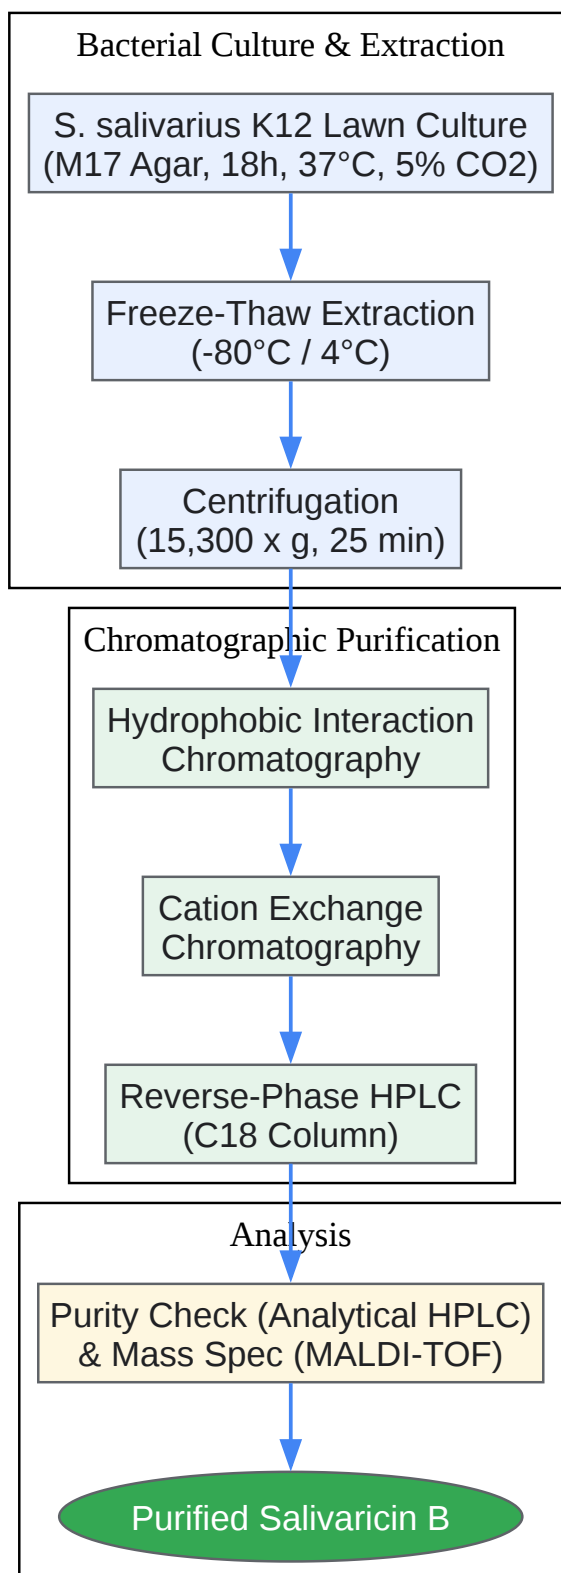 Bacterial Culture & Extraction
S. salivarius K12 Lawn Culture
(M17 Agar, 18h, 37°C, 5% CO2)
Freeze-Thaw Extraction
(-80°C / 4°C)
Centrifugation
(15,300 x g, 25 min)
Chromatographic Purification
Hydrophobic Interaction
Chromatography
Cation Exchange
Chromatography
Reverse-Phase HPLC
(C18 Column)
Analysis
Purity Check (Analytical HPLC)
& Mass Spec (MALDI-TOF)
Purified Salivaricin B